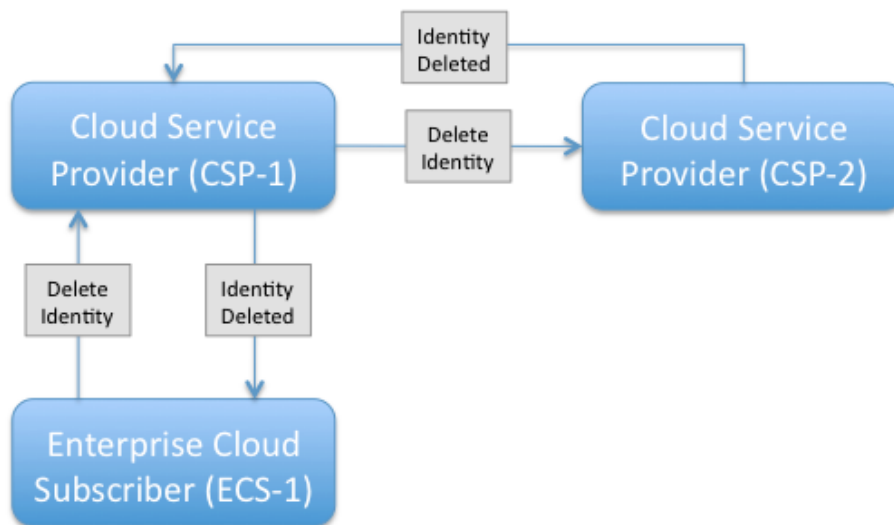 Identity
Deleted
Cloud Service
Provider (CSP-1)
Delete
Identity
Cloud Service
Provider (CSP-2)
Delete
Identity
Identity
Deleted
Enterprise Cloud
Subscriber (ECS-1)